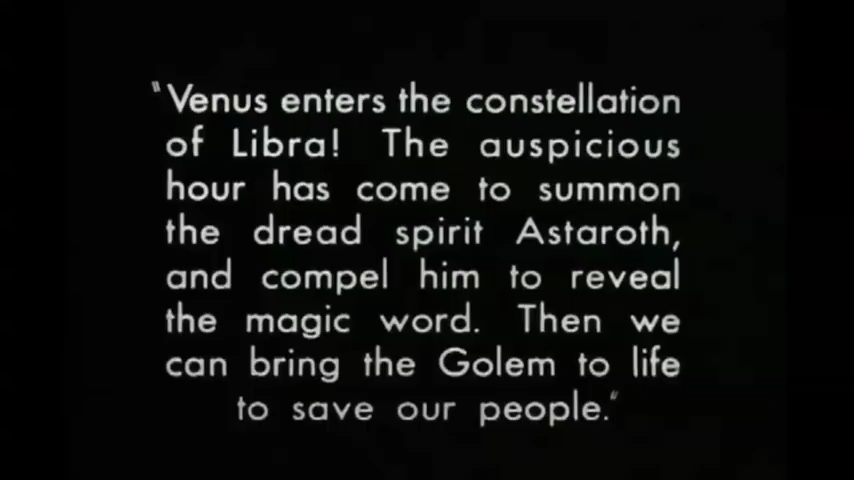 "Venus enters the constellation
of Libra! The auspicious
hour has come to summon
the dread spirit Astaroth,
and compel him to reveal
the magic word. Then we
can bring the Golem to life
to save our people."